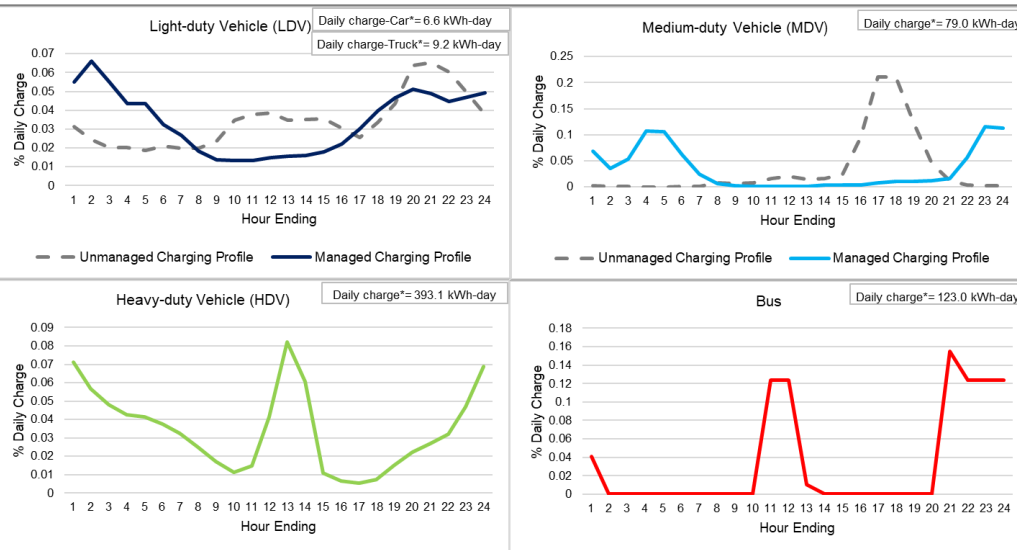 Light-duty Vehicle (LDV)
Daily charge-Car*= 6.6 kWh-day
Daily charge-Truck*= 9.2 kWh-day
% Daily Charge
0.07
0.06
0.05
0.04
0.03
0.02
0.01
0
1 2 3 4 5 6 7 8 9 10 11 12 13 14 15 16 17 18 19 20 21 22 23 24
Hour Ending
Unmanaged Charging Profile Managed Charging Profile
Medium-duty Vehicle (MDV)
Daily charge*= 79.0 kWh-day
% Daily Charge
0.25
0.2
0.15
0.1
0.05
0
1 2 3 4 5 6 7 8 9 10 11 12 13 14 15 16 17 18 19 20 21 22 23 24
Hour Ending
Unmanaged Charging Profile Managed Charging Profile
Heavy-duty Vehicle (HDV)
Daily charge*= 393.1 kWh-day
% Daily Charge
0.09
0.08
0.07
0.06
0.05
0.04
0.03
0.02
0.01
0
1 2 3 4 5 6 7 8 9 10 11 12 13 14 15 16 17 18 19 20 21 22 23 24
Hour Ending
Bus
Daily charge*= 123.0 kWh-day
% Daily Charge
0.18
0.16
0.14
0.12
0.1
0.08
0.06
0.04
0.02
0
1 2 3 4 5 6 7 8 9 10 11 12 13 14 15 16 17 18 19 20 21 22 23 24
Hour Ending